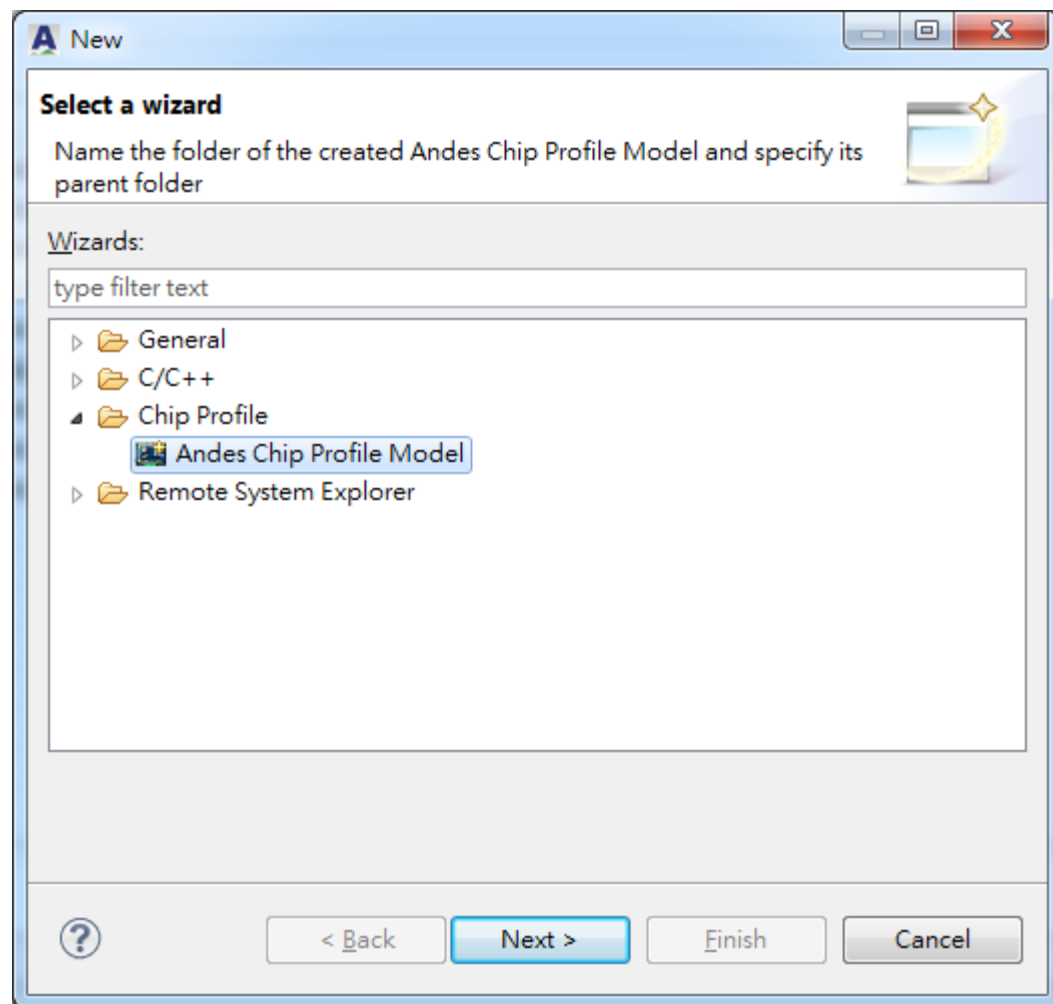 New
Select a wizard
Name the folder of the created Andes Chip Profile Model and specify its
parent folder
Wizards:
type filter text
General
C/C++
Chip Profile
Andes Chip Profile Model
Remote System Explorer
< Back Next > Finish Cancel